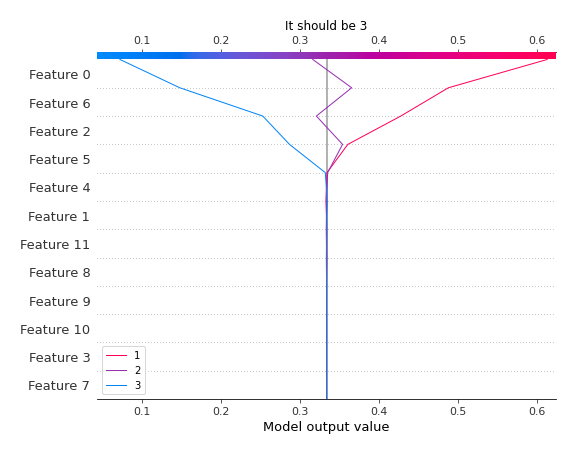 It should be 3
0.1 0.2 0.3 0.4 0.5 0.6
Feature 0
Feature 6
Feature 2
Feature 5
Feature 4
Feature 1
Feature 11
Feature 8
Feature 9
Feature 10
Feature 3
Feature 7
1
2
3
0.1 0.2 0.3 0.4 0.5 0.6
Model output value